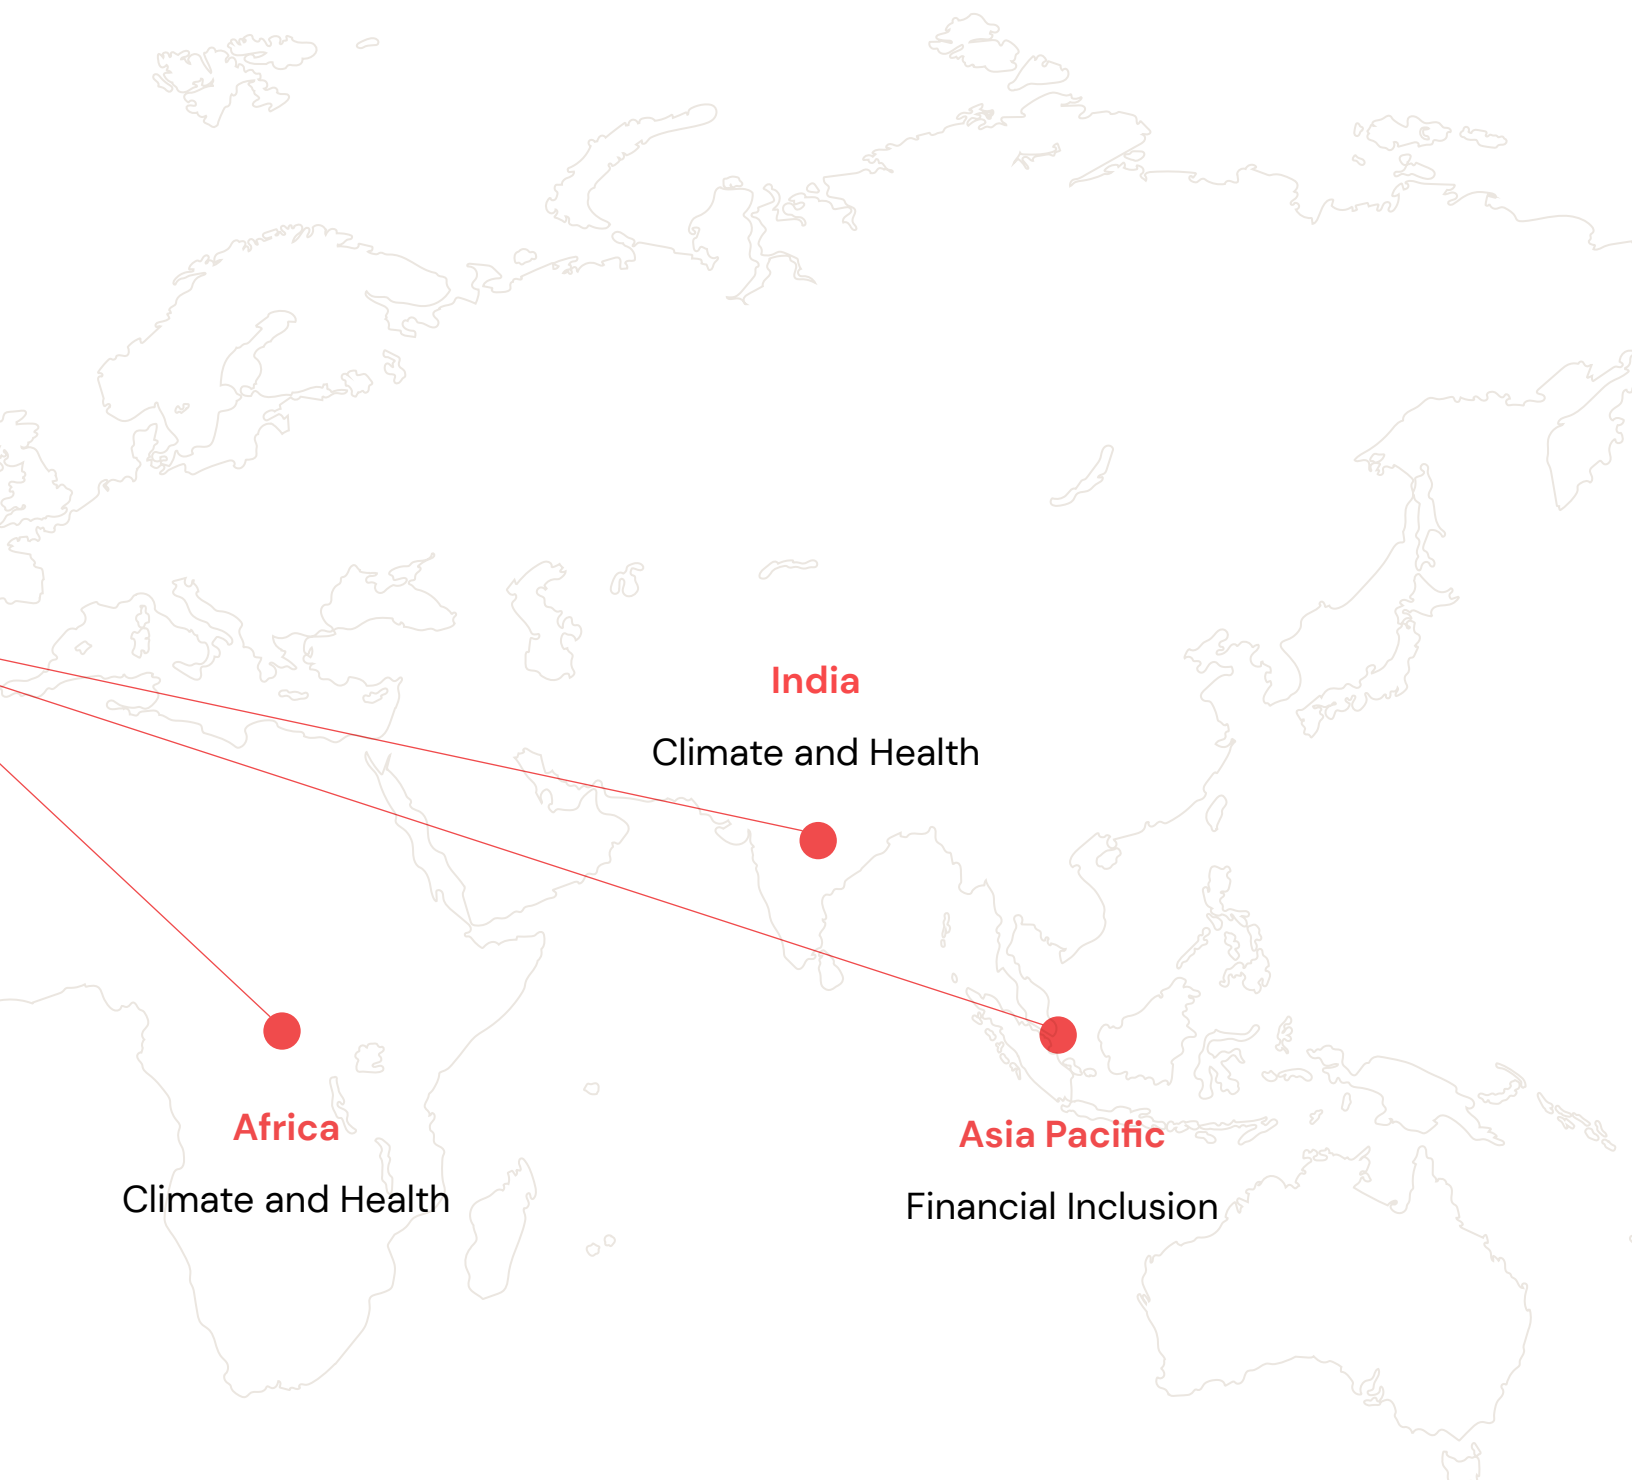 India
Climate and Health
Africa
Climate and Health
Asia Pacific
Financial Inclusion